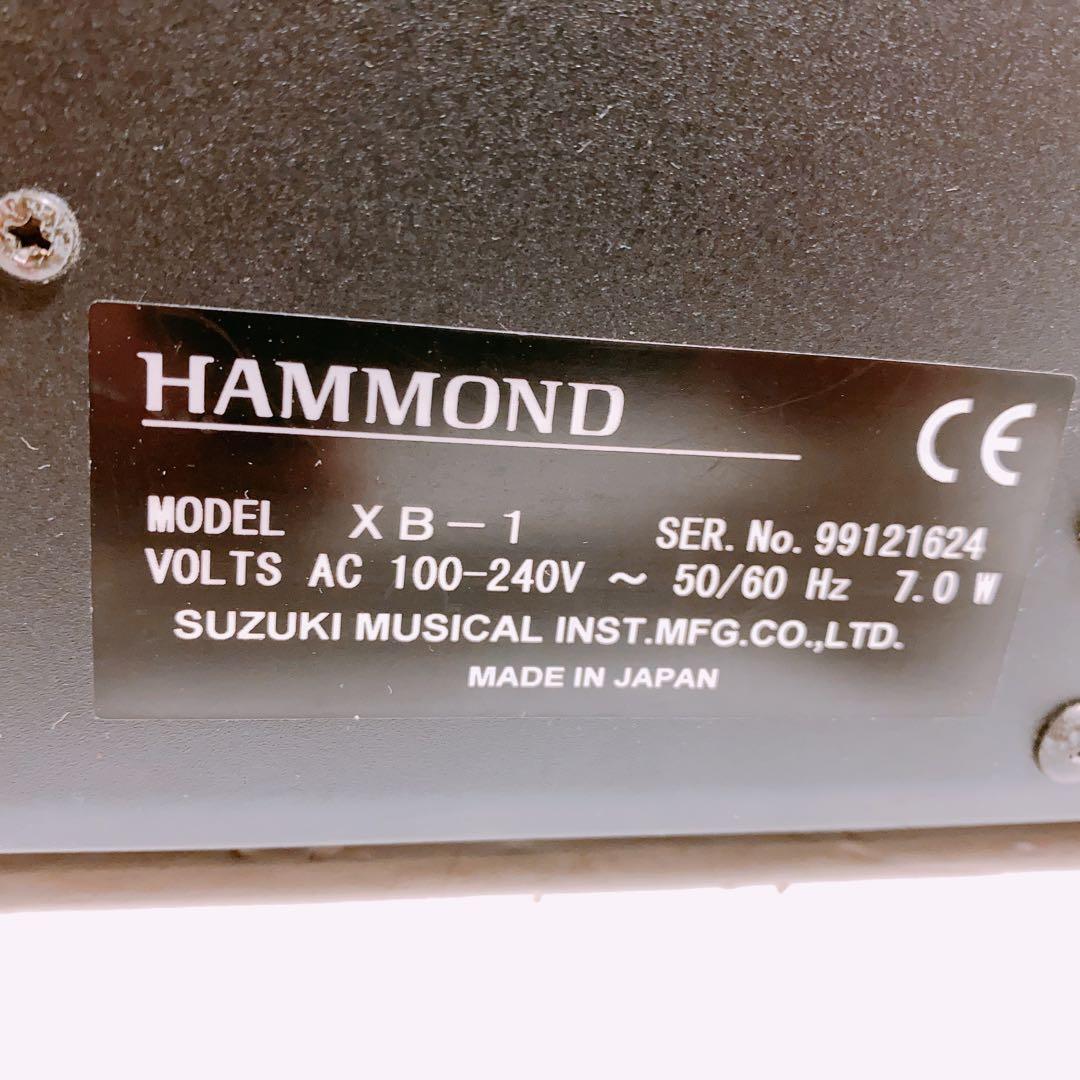 HAMMOND
CE
MODEL XB-1 SER. No. 99121624
VOLTS AC 100-240V ~ 50/60 Hz 7.0 W
SUZUKI MUSICAL INST.MFG.CO.,LTD.
MADE IN JAPAN